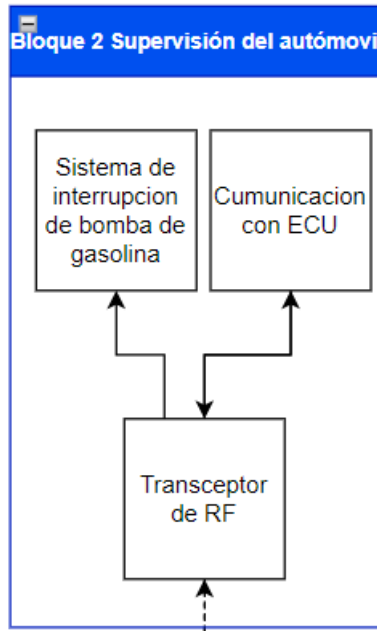 Bloque 2 Supervisión del autómovi
Sistema de
interrupcion
de bomba de
gasolina
Cumunicacion
con ECU
Transceptor
de RF